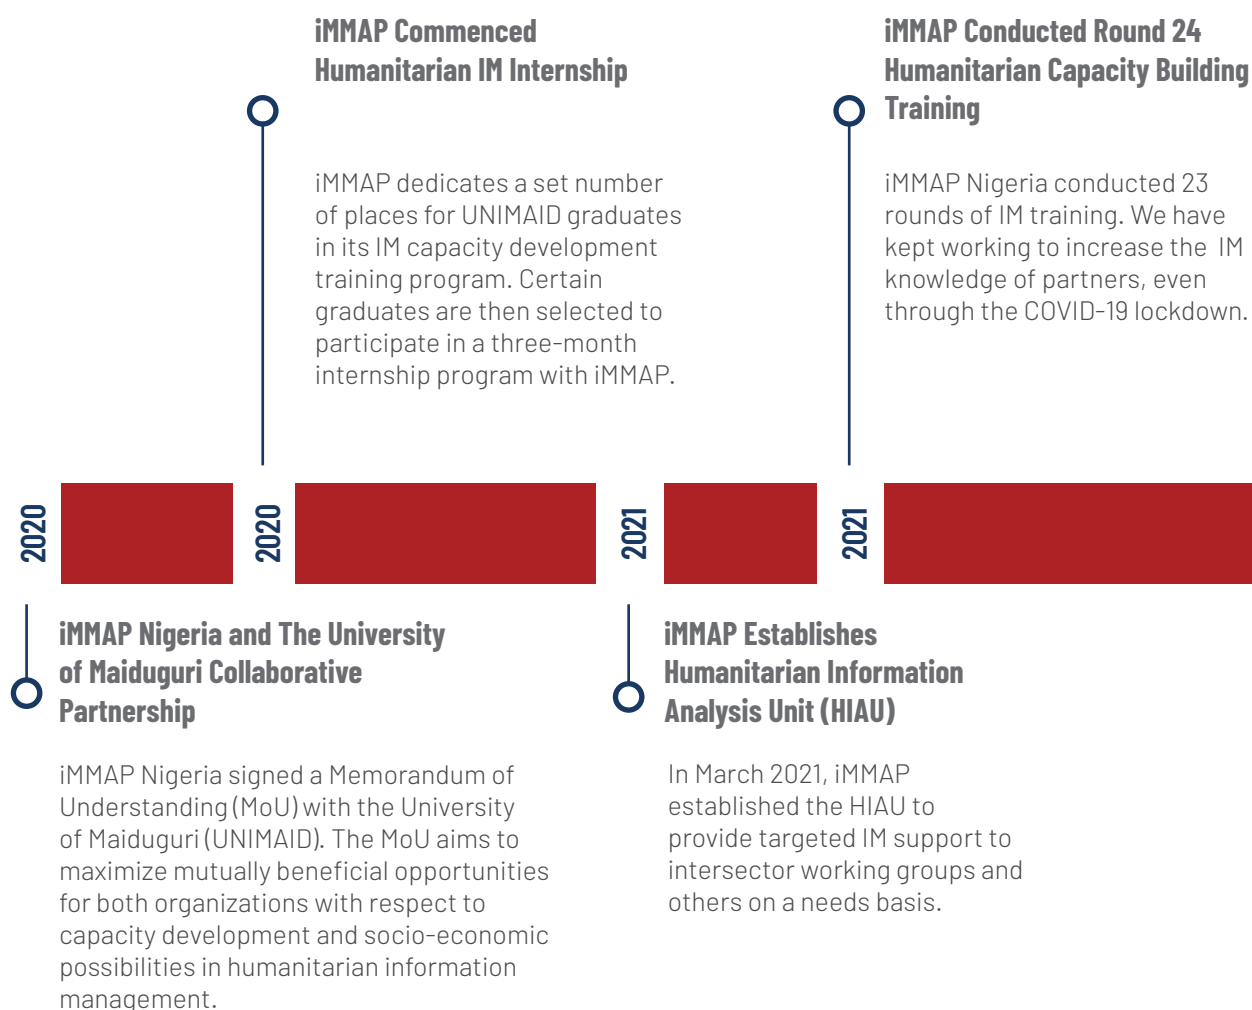 iMMAP Commenced
Humanitarian IM Internship
iMMAP dedicates a set number
of places for UNIMAID graduates
in its IM capacity development
training program. Certain
graduates are then selected to
participate in a three-month
internship program with iMMAP.
iMMAP Conducted Round 24
Humanitarian Capacity Building
Training
iMMAP Nigeria conducted 23
rounds of IM training. We have
kept working to increase the IM
knowledge of partners, even
through the COVID-19 lockdown.
2020
2020
2021
2021
iMMAP Nigeria and The University
of Maiduguri Collaborative
Partnership
iMMAP Nigeria signed a Memorandum of
Understanding (MoU) with the University
of Maiduguri (UNIMAID). The MoU aims to
maximize mutually beneficial opportunities
for both organizations with respect to
capacity development and socio-economic
possibilities in humanitarian information
management.
iMMAP Establishes
Humanitarian Information
Analysis Unit (HIAU)
In March 2021, iMMAP
established the HIAU to
provide targeted IM support to
intersector working groups and
others on a needs basis.